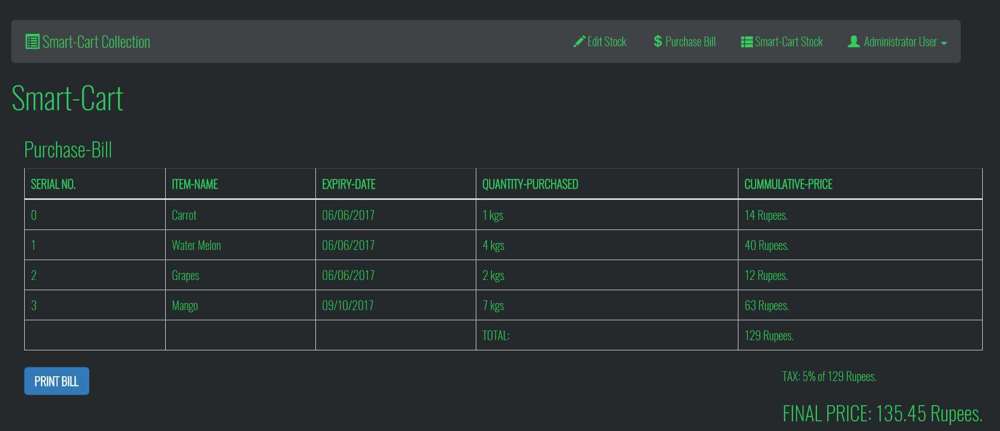 Smart-Cart Collection Edit Stock $ Purchase Bill Smart-Cart Stock Administrator User
Smart-Cart
Purchase-Bill
SERIAL NO. ITEM-NAME EXPIRY-DATE QUANTITY-PURCHASED CUMMULATIVE-PRICE
0 Carrot 06/06/2017 1 kgs 14 Rupees.
1 Water Melon 06/06/2017 4 kgs 40 Rupees.
2 Grapes 06/06/2017 2 kgs 12 Rupees.
3 Mango 09/10/2017 7 kgs 63 Rupees.
TOTAL: 129 Rupees.
PRINT BILL TAX: 5% of 129 Rupees.
FINAL PRICE: 135.45 Rupees.